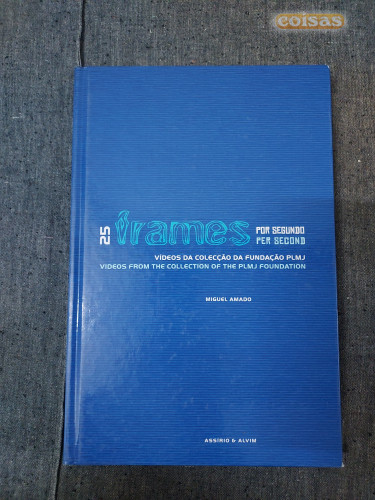 coisas
25 frames POR SEGUNDO
PER SECOND
VÍDEOS DA COLECÇÃO DA FUNDAÇÃO PLMJ
VIDEOS FROM THE COLLECTION OF THE PLMJ FOUNDATION
MIGUEL AMADO
ASSÍRIO & ALVIM